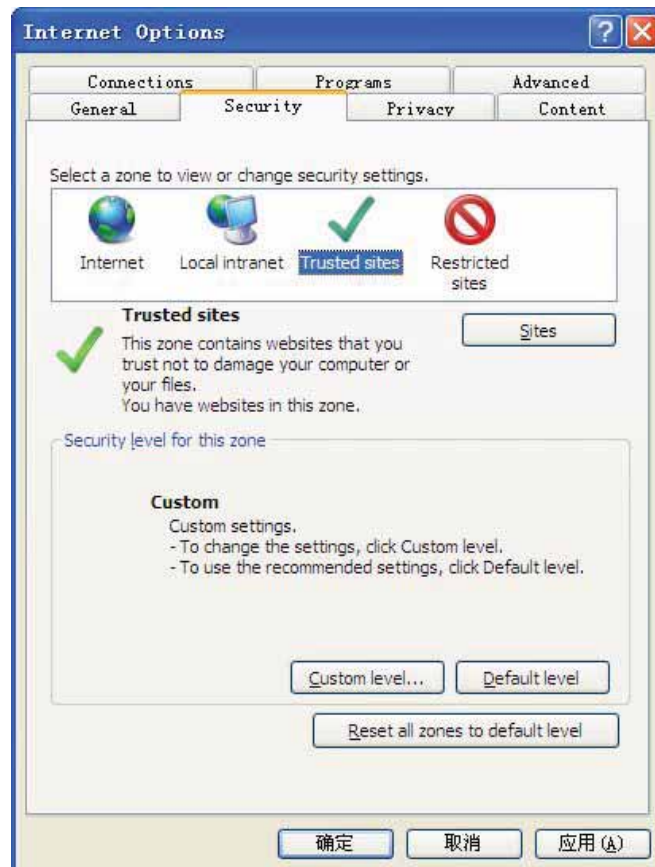 Internet Options
Connections Programs Advanced
General Security Privacy Content
Select a zone to view or change security settings.
Internet Local intranet Trusted sites Restricted sites
Trusted sites
Sites
This zone contains websites that you
trust not to damage your computer or
your files.
You have websites in this zone.
Security level for this zone
Custom
Custom settings.
- To change the settings, click Custom level.
- To use the recommended settings, click Default level.
Custom level... Default level
Reset all zones to default level
确定 取消 应用(A)